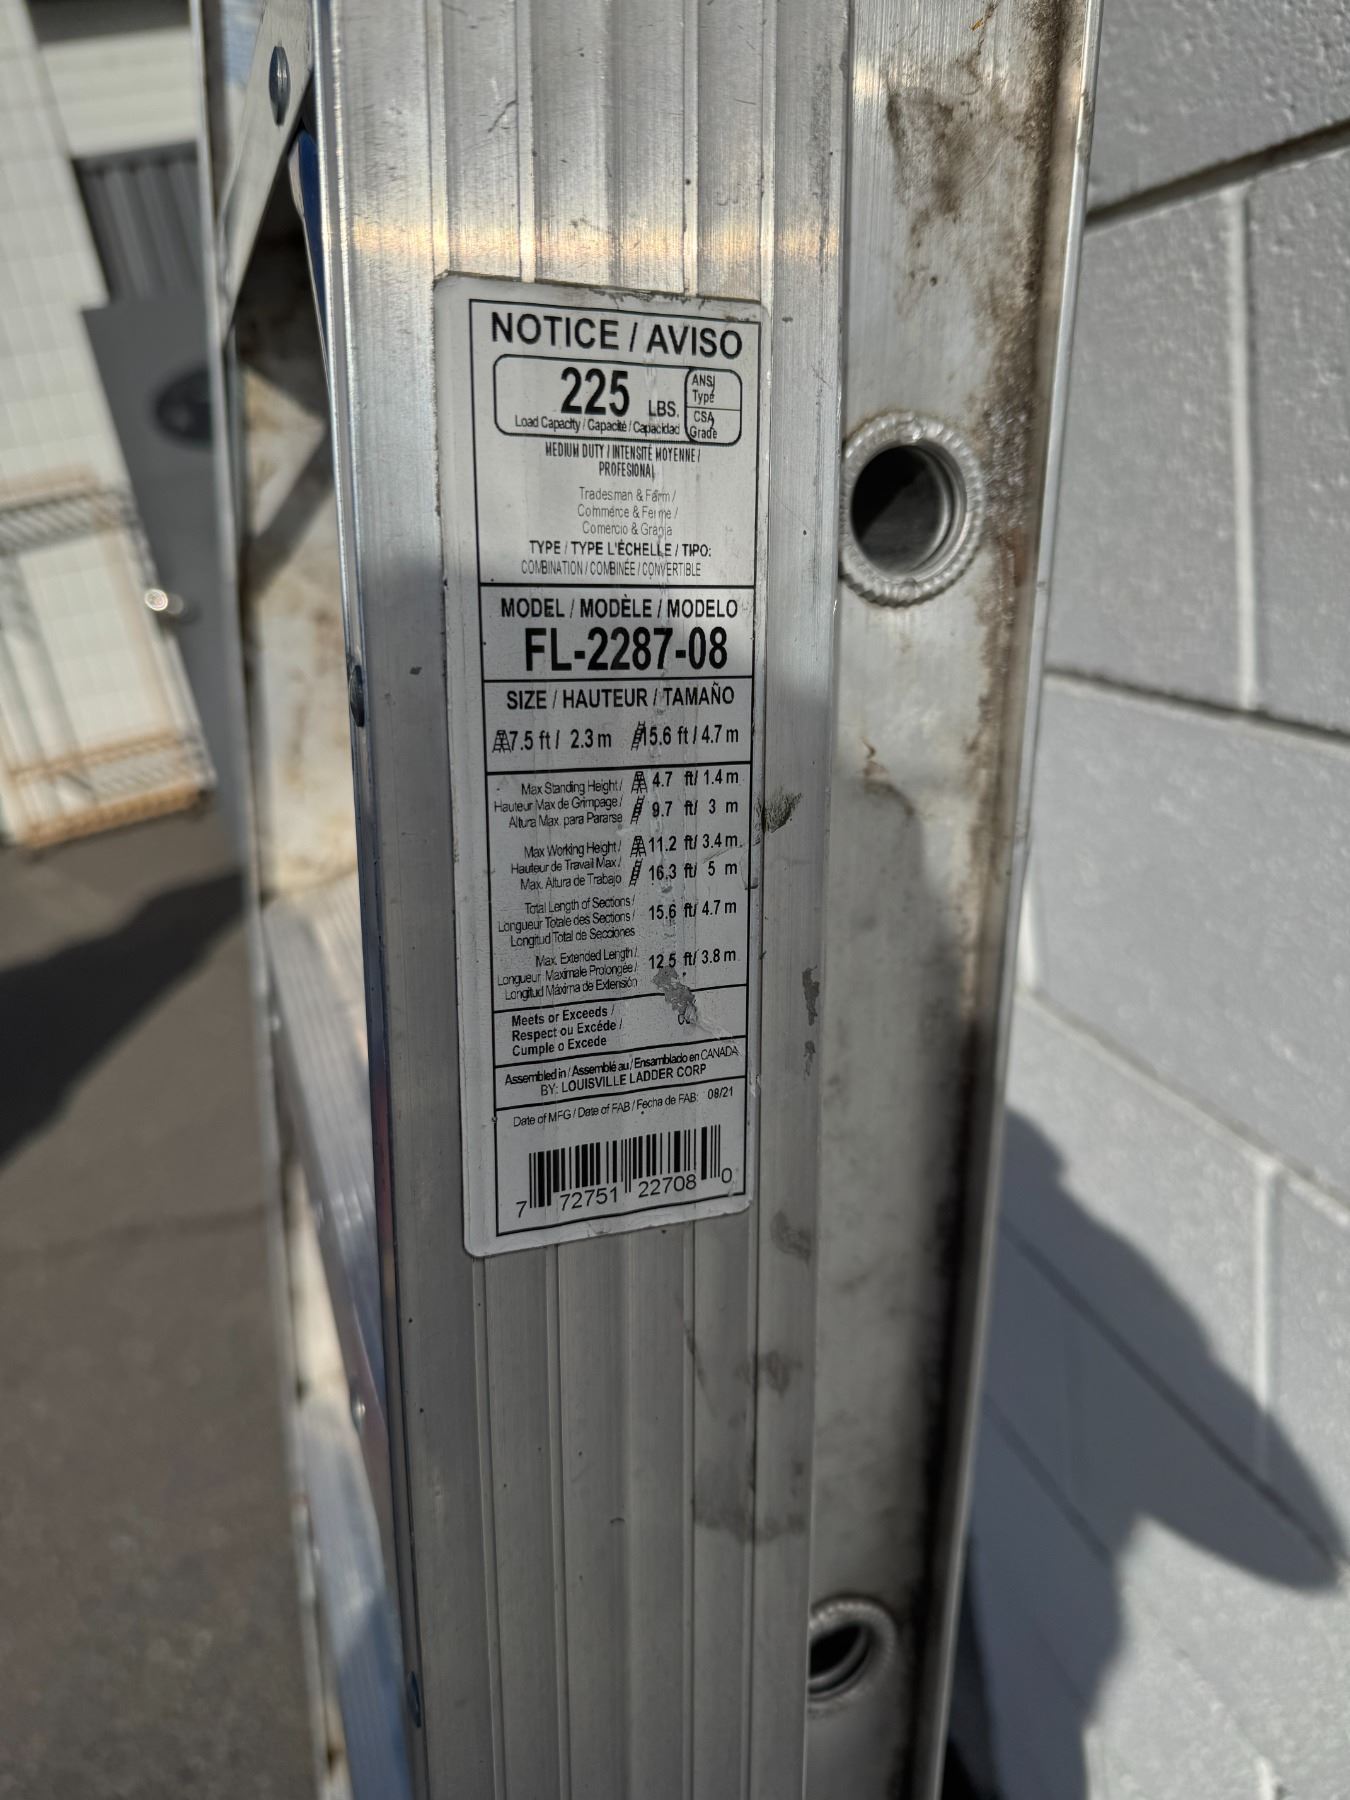 NOTICE / AVISO
225 LBS.
Load Capacity / Capacité / Capacidad
ANSI
Type
CSA
Grade
MEDIUM DUTY / INTENSITÉ MOYENNE /
PROFESIONAL
Tradesman & Farm /
Commerce & Ferme /
Comercio & Granja
TYPE / TYPE L'ÉCHELLE / TIPO:
COMBINATION / COMBINÉE / CONVERTIBLE
MODEL / MODÈLE / MODELO
FL-2287-08
SIZE / HAUTEUR / TAMAÑO
7.5 ft / 2.3 m 15.6 ft / 4.7 m
Max Standing Height / 4.7 ft/ 1.4 m
Hauteur Max de Grimpage / 9.7 ft/ 3 m
Altura Max. para Pararse
Max Working Height / 11.2 ft/ 3.4 m
Hauteur de Travail Max / 16.3 ft/ 5 m
Max. Altura de Trabajo
Total Length of Sections /
Longueur Totale des Sections / 15.6 ft/ 4.7 m
Longitud Total de Secciones
Max. Extended Length /
Longueur Maximale Prolongée / 12.5 ft/ 3.8 m
Longitud Máxima de Extensión
Meets or Exceeds /
Respect ou Excéde /
Cumple o Excede
Assembled in / Assemblé au / Ensamblado en CANADA
BY: LOUISVILLE LADDER CORP
Date of MFG / Date of FAB / Fecha de FAB: 08/21
7 72751 22708 0